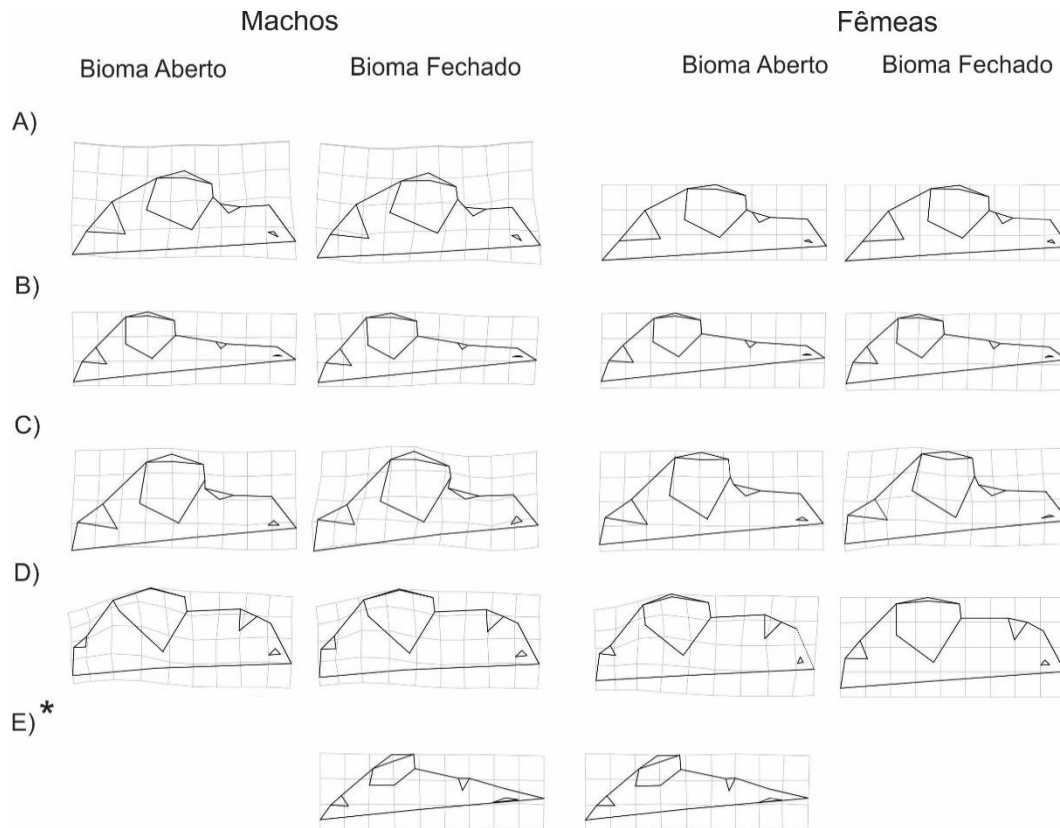 Machos Fêmeas
Bioma Aberto Bioma Fechado Bioma Aberto Bioma Fechado
A)
B)
C)
D)
E) *